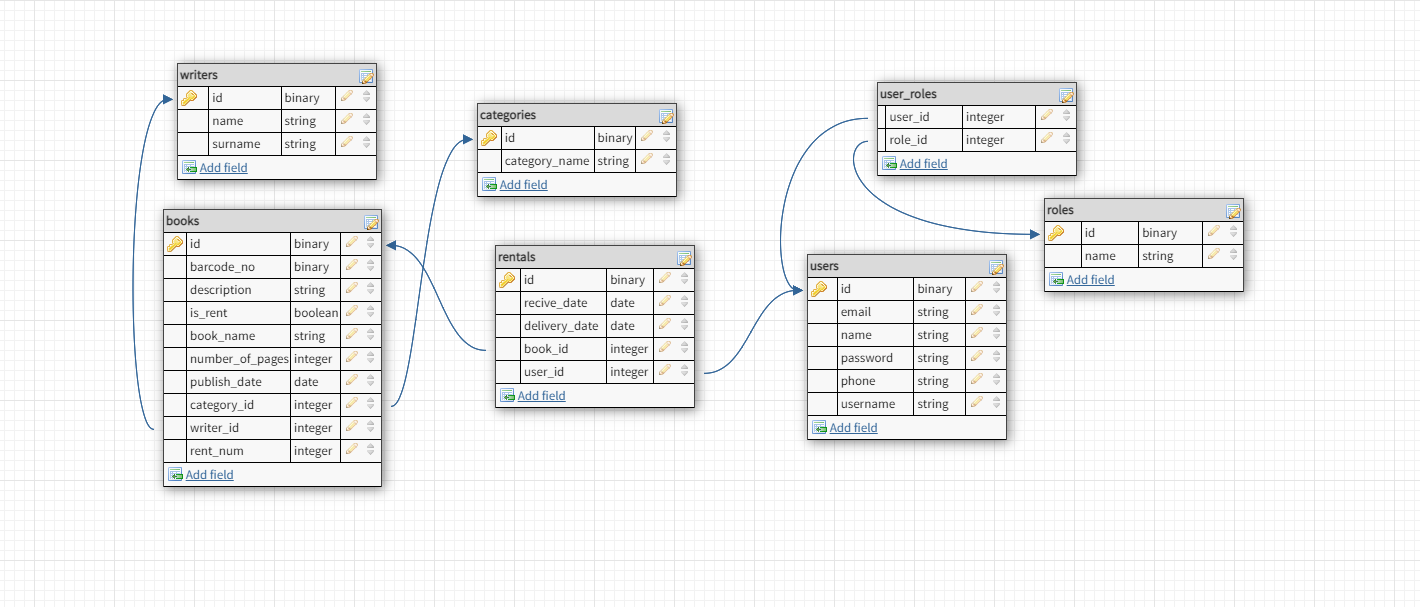 writers
id binary
name string
surname string
Add field
categories
id binary
category_name string
Add field
user_roles
user_id integer
role_id integer
Add field
roles
id binary
name string
Add field
books
id binary
barcode_no binary
description string
is_rent boolean
book_name string
number_of_pages integer
publish_date date
category_id integer
writer_id integer
rent_num integer
Add field
rentals
id binary
recive_date date
delivery_date date
book_id integer
user_id integer
Add field
users
id binary
email string
name string
password string
phone string
username string
Add field